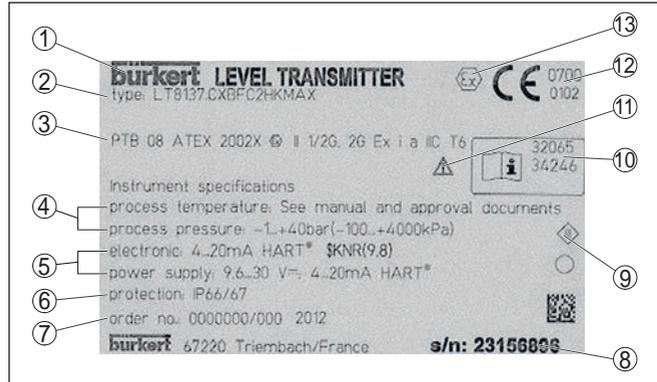 ①
②
③
④
⑤
⑥
⑦
⑧
⑨
⑩
⑪
⑫
⑬
burkert LEVEL TRANSMITTER
type: LT8137.CXBFC2HKMAX
Ex
CE 0700
0102
PTB 08 ATEX 2002X Ex II 1/2G, 2G Ex i a IIC T6
32065
34246
i
Instrument specifications
process temperature: See manual and approval documents
process pressure: -1...+40bar(-100...+4000kPa)
electronic: 4...20mA HART® $KNR(9.8)
power supply: 9.6...30 V⎓, 4...20mA HART®
protection: IP66/67
order no.: 0000000/000 2012
burkert 67220 Triembach/France
s/n: 23156896